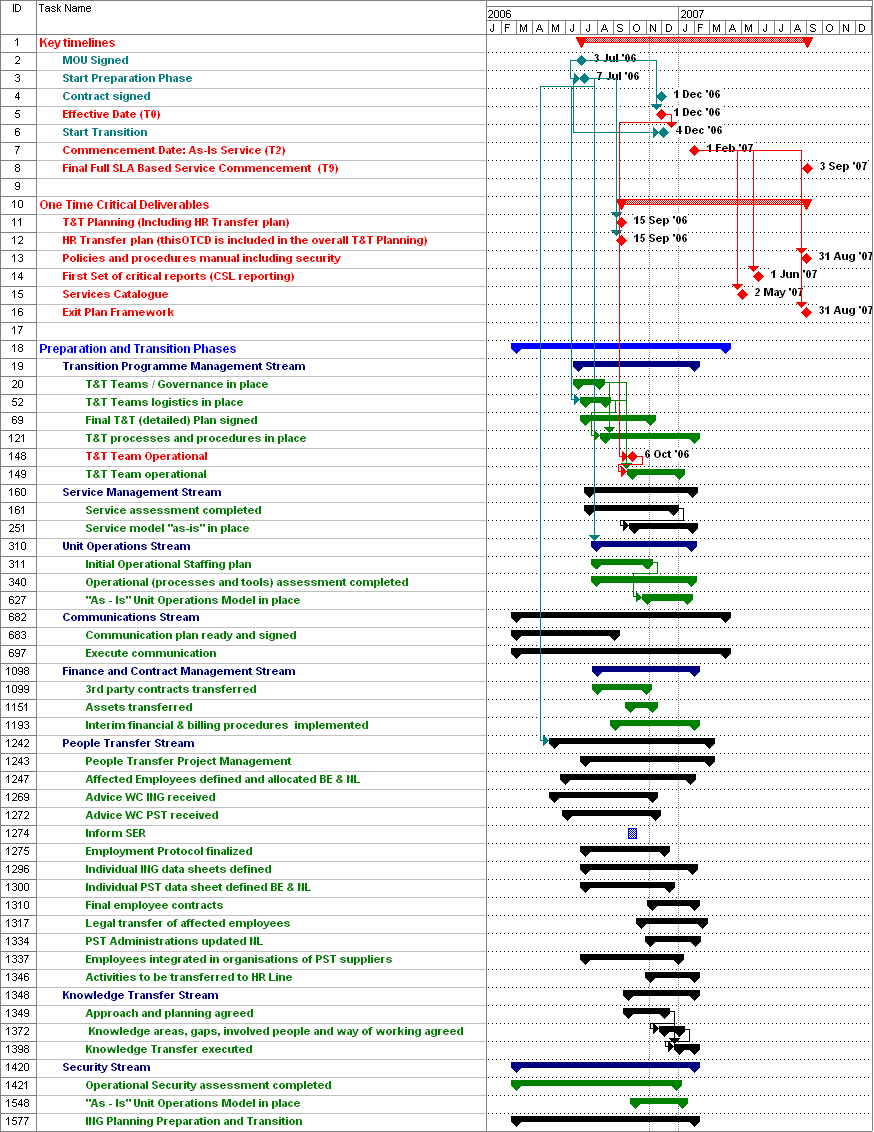 ID Task Name 2006 2007
J F M A M J J A S O N D J F M A M J J A S O N D
1 Key timelines
2 MOU Signed 3 Jul '06
3 Start Preparation Phase 7 Jul '06
4 Contract signed 1 Dec '06
5 Effective Date (T0) 1 Dec '06
6 Start Transition 4 Dec '06
7 Commencement Date: As-Is Service (T2) 1 Feb '07
8 Final Full SLA Based Service Commencement (T9) 3 Sep '07
9
10 One Time Critical Deliverables
11 T&T Planning (Including HR Transfer plan) 15 Sep '06
12 HR Transfer plan (thisOTCD is included in the overall T&T Planning) 15 Sep '06
13 Policies and procedures manual including security 31 Aug '07
14 First Set of critical reports (CSL reporting) 1 Jun '07
15 Services Catalogue 2 May '07
16 Exit Plan Framework 31 Aug '07
17
18 Preparation and Transition Phases
19 Transition Programme Management Stream
20 T&T Teams / Governance in place
52 T&T Teams logistics in place
69 Final T&T (detailed) Plan signed
121 T&T processes and procedures in place
148 T&T Team Operational 6 Oct '06
149 T&T Team operational
160 Service Management Stream
161 Service assessment completed
251 Service model "as-is" in place
310 Unit Operations Stream
311 Initial Operational Staffing plan
340 Operational (processes and tools) assessment completed
627 "As - Is" Unit Operations Model in place
682 Communications Stream
683 Communication plan ready and signed
697 Execute communication
1098 Finance and Contract Management Stream
1099 3rd party contracts transferred
1151 Assets transferred
1193 Interim financial & billing procedures implemented
1242 People Transfer Stream
1243 People Transfer Project Management
1247 Affected Employees defined and allocated BE & NL
1269 Advice WC ING received
1272 Advice WC PST received
1274 Inform SER
1275 Employment Protocol finalized
1296 Individual ING data sheets defined
1300 Individual PST data sheet defined BE & NL
1310 Final employee contracts
1317 Legal transfer of affected employees
1334 PST Administrations updated NL
1337 Employees integrated in organisations of PST suppliers
1346 Activities to be transferred to HR Line
1348 Knowledge Transfer Stream
1349 Approach and planning agreed
1372 Knowledge areas, gaps, involved people and way of working agreed
1398 Knowledge Transfer executed
1420 Security Stream
1421 Operational Security assessment completed
1548 "As - Is" Unit Operations Model in place
1577 ING Planning Preparation and Transition